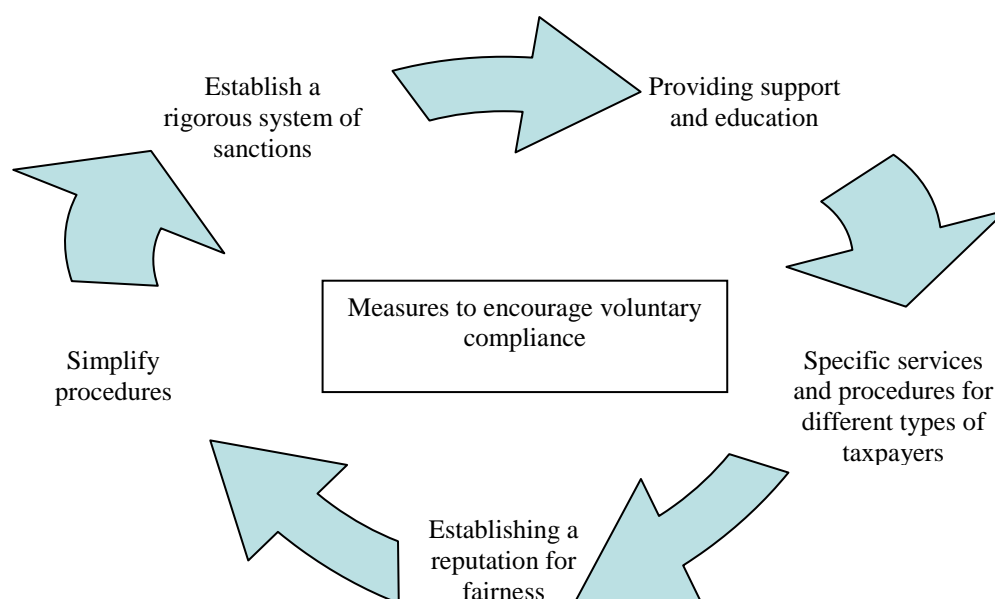 Establish a
rigorous system of
sanctions
Providing support
and education
Measures to encourage voluntary
compliance
Simplify
procedures
Specific services
and procedures for
different types of
taxpayers
Establishing a
reputation for
fairness